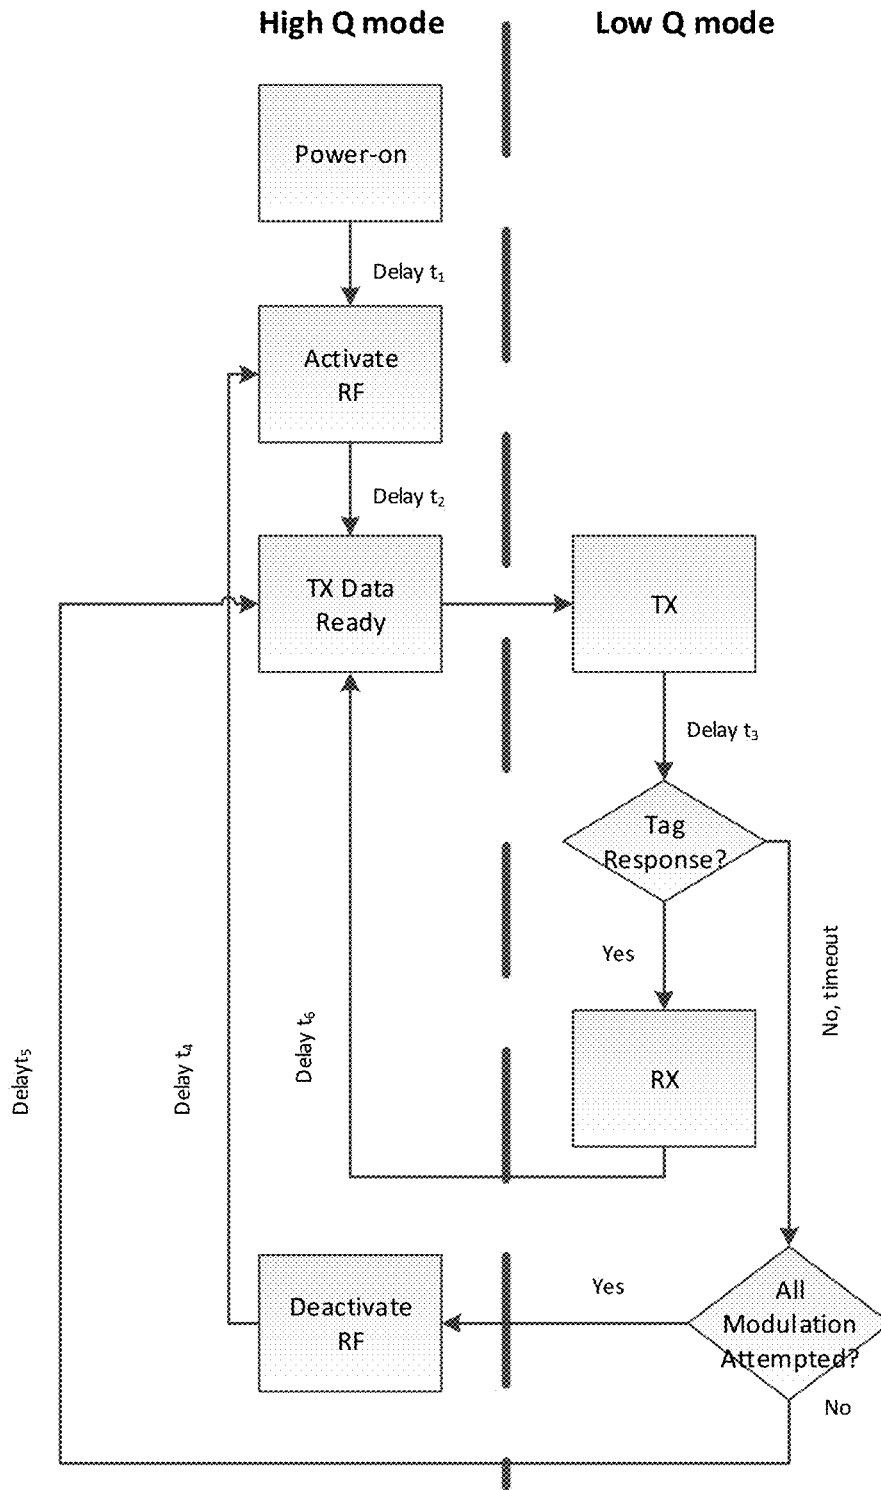 High Q mode
Low Q mode
Power-on
Delay t₁
Activate
RF
Delay t₂
TX Data
Ready
TX
Delay t₃
Tag
Response?
Yes
No, timeout
RX
Delay t₆
Delay t₄
Delayt₅
Deactivate
RF
Yes
All
Modulation
Attempted?
No